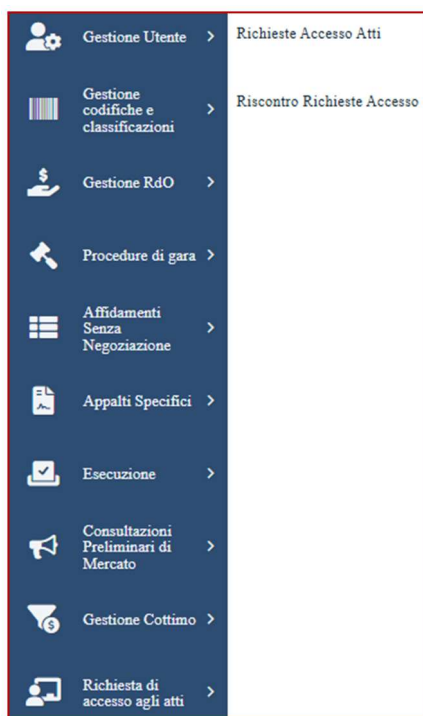 Gestione Utente
Gestione
codifiche e
classificazioni
Gestione RdO
Procedure di gara
Affidamenti
Senza
Negoziazione
Appalti Specifici
Esecuzione
Consultazioni
Preliminari di
Mercato
Gestione Cottimo
Richiesta di
accesso agli atti
Richieste Accesso Atti
Riscontro Richieste Accesso